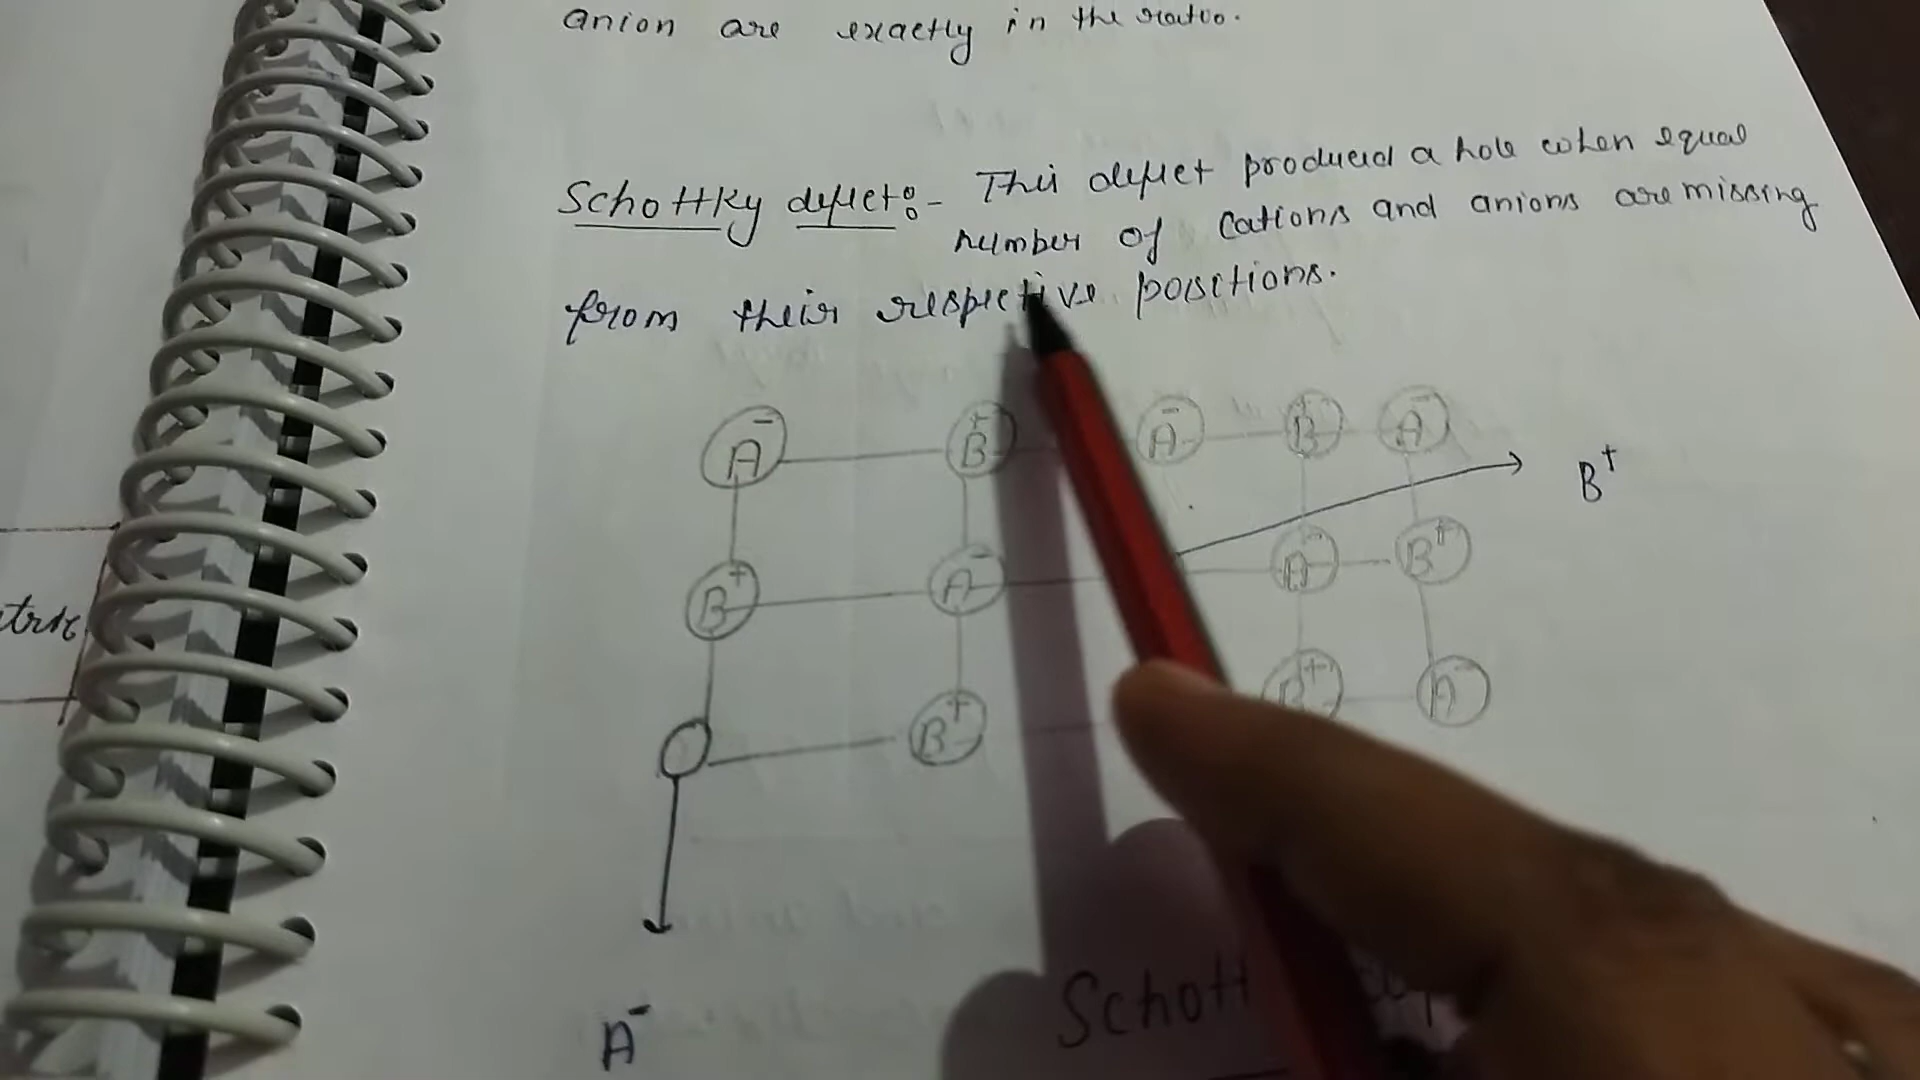 anion are exactly in the ratio.
Schottky defect :- This defect produced a hole when equal
number of cations and anions are missing
from their respective positions.
A⁻ B⁺ A⁻ B⁺ A⁻
B⁺
B⁺ A⁻ A⁻ B⁺
B⁺ B⁺ A⁻
A⁻
Schott